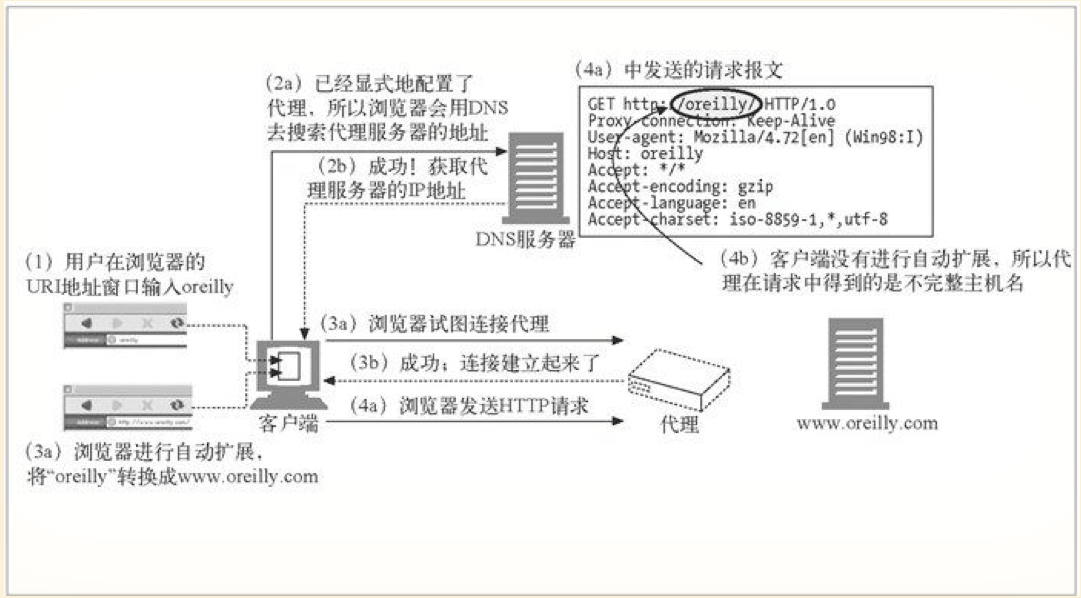 (2a) 已经显式地配置了
代理，所以浏览器会用DNS
去搜索代理服务器的地址
(2b) 成功！获取代
理服务器的IP地址
DNS服务器
(4a) 中发送的请求报文
GET http://oreilly/ HTTP/1.0
Proxy-connection: Keep-Alive
User-agent: Mozilla/4.72[en] (Win98:I)
Host: oreilly
Accept: */*
Accept-encoding: gzip
Accept-language: en
Accept-charset: iso-8859-1,*,utf-8
(4b) 客户端没有进行自动扩展，所以代
理在请求中得到的是不完整主机名
(1) 用户在浏览器的
URI地址窗口输入oreilly
Address oreilly
Address http://www.oreilly.com/
(3a) 浏览器进行自动扩展，
将“oreilly”转换成www.oreilly.com
客户端
(3a) 浏览器试图连接代理
(3b) 成功；连接建立起来了
(4a) 浏览器发送HTTP请求
代理
www.oreilly.com